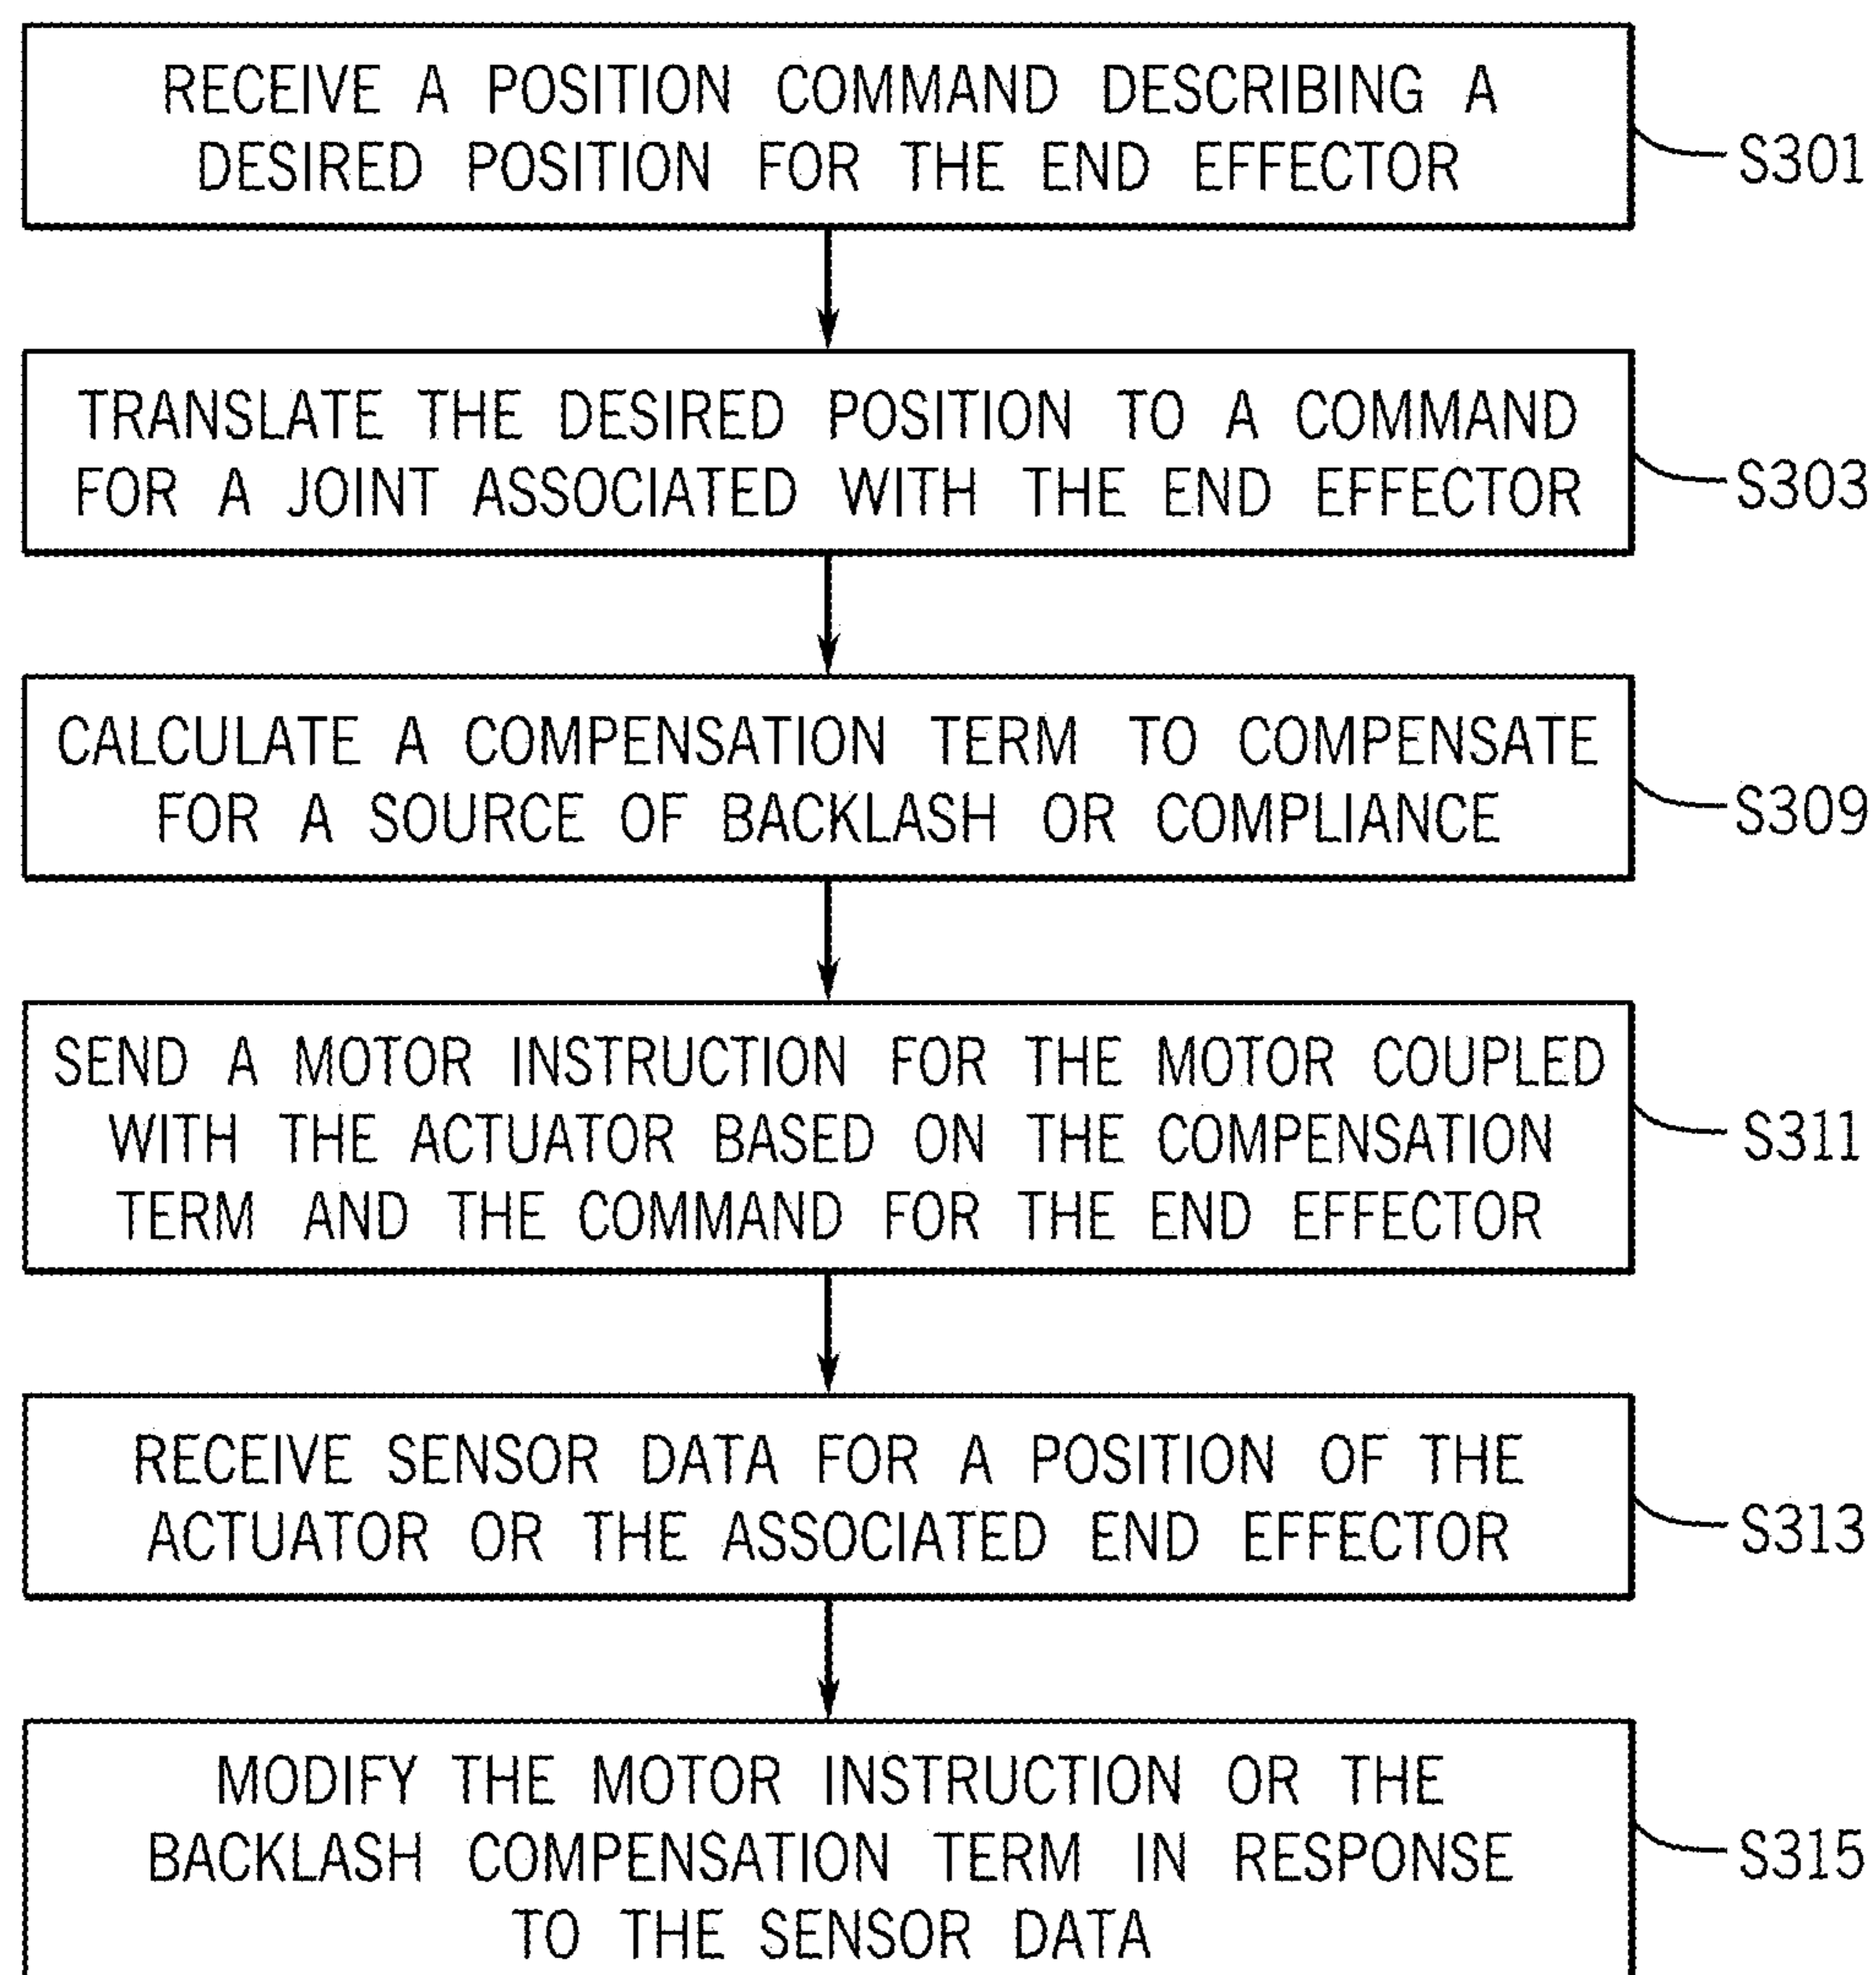 RECEIVE A POSITION COMMAND DESCRIBING A
DESIRED POSITION FOR THE END EFFECTOR
S301
TRANSLATE THE DESIRED POSITION TO A COMMAND
FOR A JOINT ASSOCIATED WITH THE END EFFECTOR
S303
CALCULATE A COMPENSATION TERM TO COMPENSATE
FOR A SOURCE OF BACKLASH OR COMPLIANCE
S309
SEND A MOTOR INSTRUCTION FOR THE MOTOR COUPLED
WITH THE ACTUATOR BASED ON THE COMPENSATION
TERM AND THE COMMAND FOR THE END EFFECTOR
S311
RECEIVE SENSOR DATA FOR A POSITION OF THE
ACTUATOR OR THE ASSOCIATED END EFFECTOR
S313
MODIFY THE MOTOR INSTRUCTION OR THE
BACKLASH COMPENSATION TERM IN RESPONSE
TO THE SENSOR DATA
S315